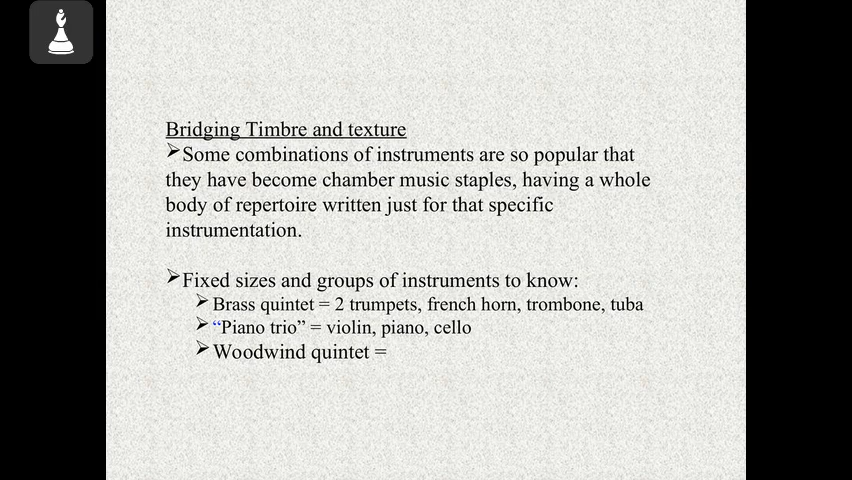 Bridging Timbre and texture
➢Some combinations of instruments are so popular that
they have become chamber music staples, having a whole
body of repertoire written just for that specific
instrumentation.
➢Fixed sizes and groups of instruments to know:
➢Brass quintet = 2 trumpets, french horn, trombone, tuba
➢“Piano trio” = violin, piano, cello
➢Woodwind quintet =